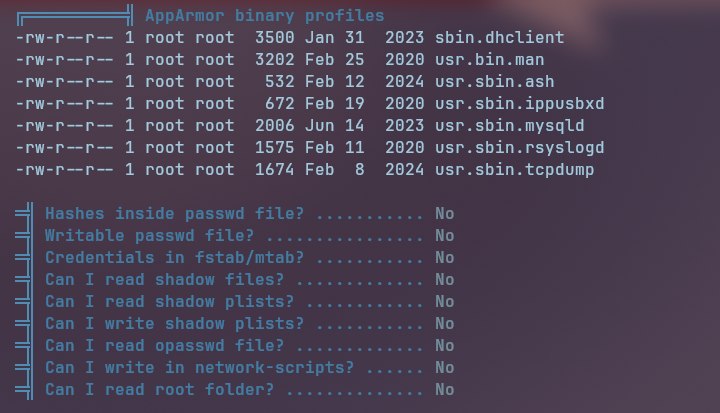 ╔══════════╣ AppArmor binary profiles
-rw-r--r-- 1 root root  3500 Jan 31  2023 sbin.dhclient
-rw-r--r-- 1 root root  3202 Feb 25  2020 usr.bin.man
-rw-r--r-- 1 root root   532 Feb 12  2024 usr.sbin.ash
-rw-r--r-- 1 root root   672 Feb 19  2020 usr.sbin.ippusbxd
-rw-r--r-- 1 root root  2006 Jun 14  2023 usr.sbin.mysqld
-rw-r--r-- 1 root root  1575 Feb 11  2020 usr.sbin.rsyslogd
-rw-r--r-- 1 root root  1674 Feb  8  2024 usr.sbin.tcpdump
═╣ Hashes inside passwd file? ........... No
═╣ Writable passwd file? ................ No
═╣ Credentials in fstab/mtab? ........... No
═╣ Can I read shadow files? ............. No
═╣ Can I read shadow plists? ............ No
═╣ Can I write shadow plists? ........... No
═╣ Can I read opasswd file? ............. No
═╣ Can I write in network-scripts? ...... No
═╣ Can I read root folder? .............. No